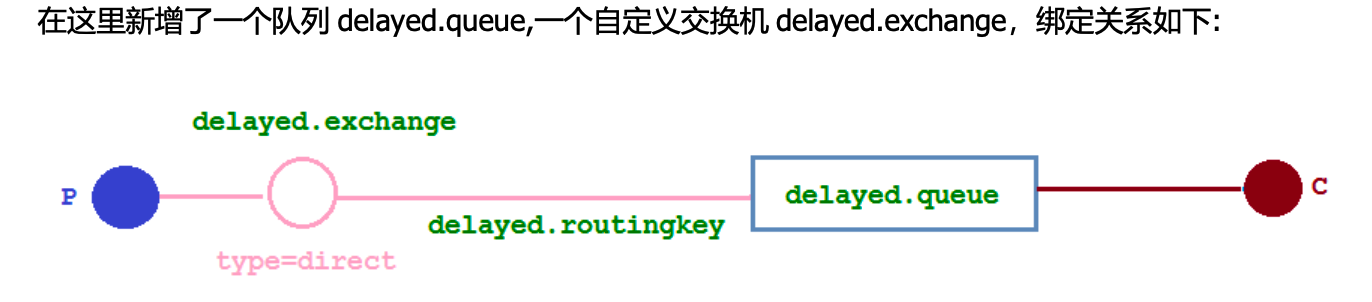 在这里新增了一个队列 delayed.queue,一个自定义交换机 delayed.exchange，绑定关系如下:
delayed.exchange
P
delayed.queue
C
delayed.routingkey
type=direct